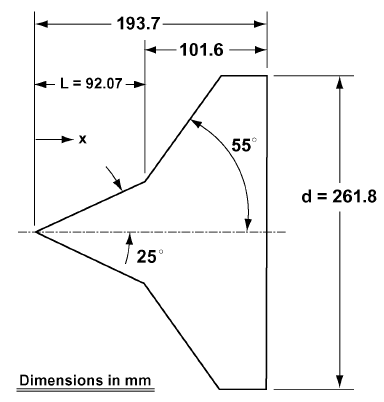 193.7
101.6
L = 92.07
x
55°
d = 261.8
25°
Dimensions in mm